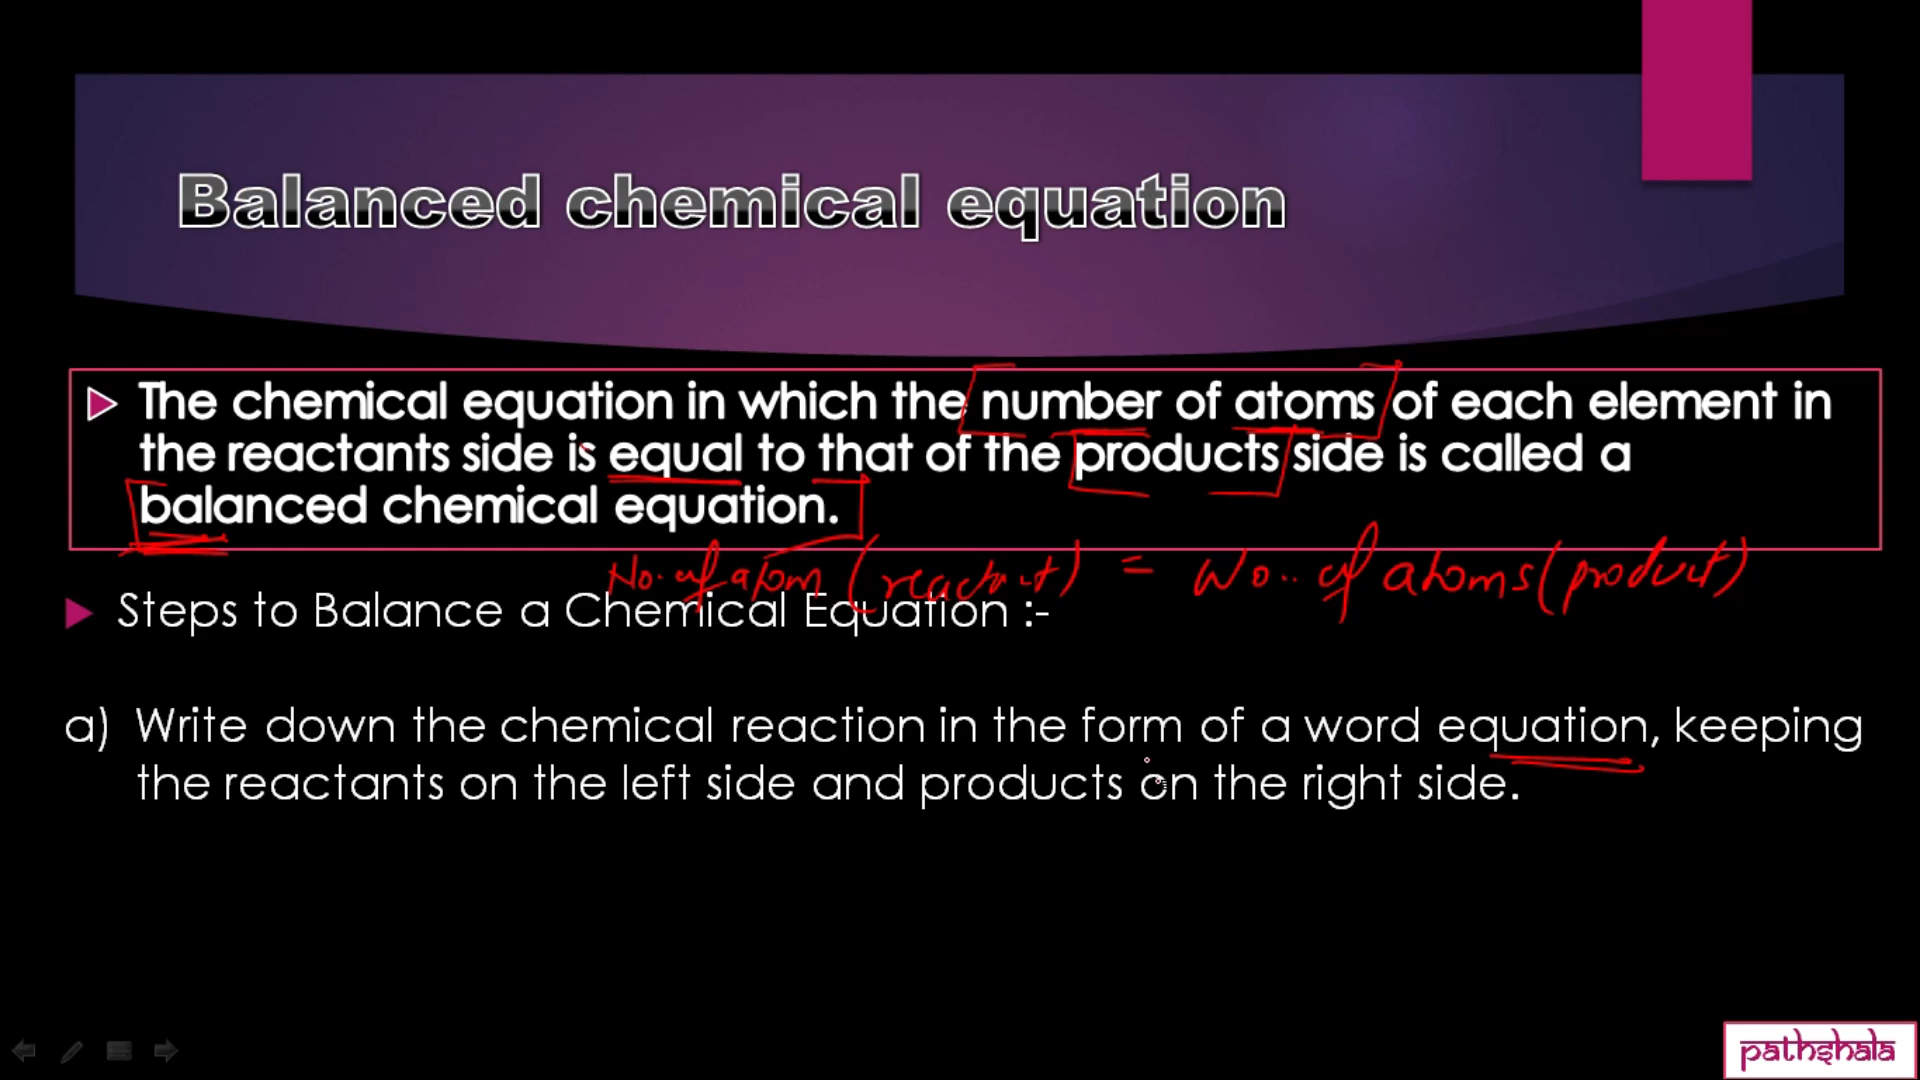 Balanced chemical equation
The chemical equation in which the number of atoms of each element in
the reactants side is equal to that of the products side is called a
balanced chemical equation.
No. of atom (reactant) = No.. of atoms (product)
Steps to Balance a Chemical Equation :-
a) Write down the chemical reaction in the form of a word equation, keeping
the reactants on the left side and products on the right side.
pathshala